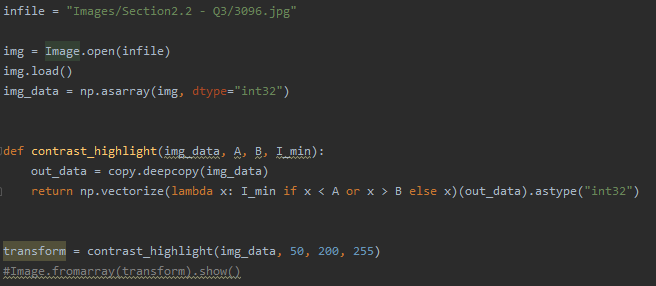 infile = "Images/Section2.2 - Q3/3096.jpg"
img = Image.open(infile)
img.load()
img_data = np.asarray(img, dtype="int32")
def contrast_highlight(img_data, A, B, I_min):
out_data = copy.deepcopy(img_data)
return np.vectorize(lambda x: I_min if x < A or x > B else x)(out_data).astype("int32")
transform = contrast_highlight(img_data, 50, 200, 255)
#Image.fromarray(transform).show()